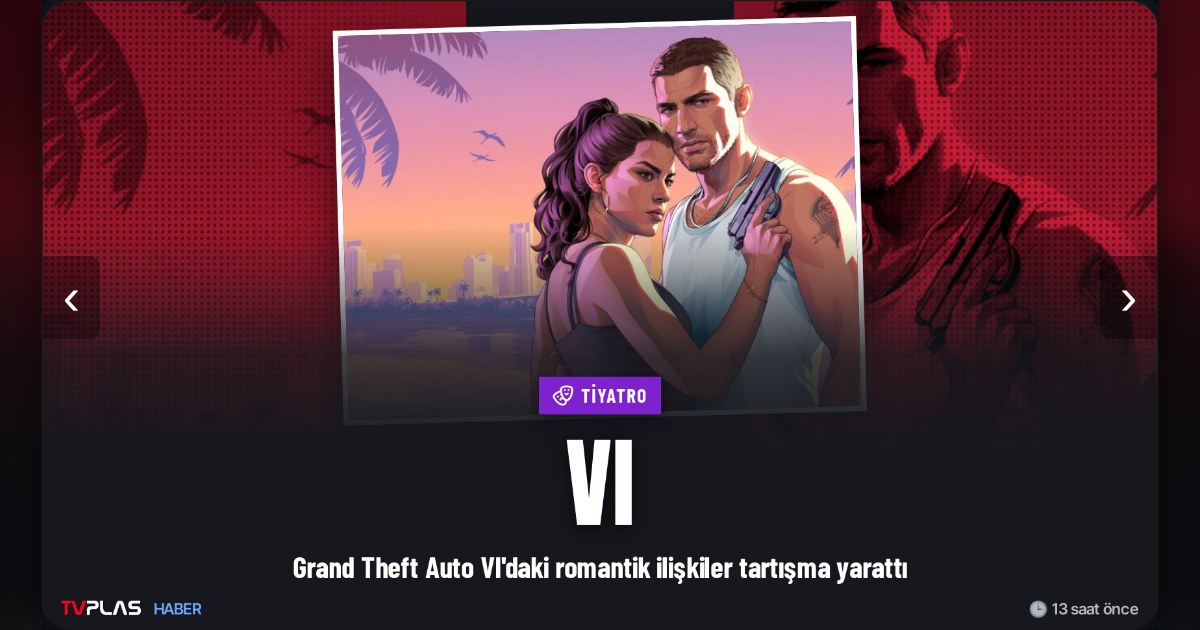 TİYATRO
VI
Grand Theft Auto VI'daki romantik ilişkiler tartışma yarattı
TVPLAS HABER
13 saat önce